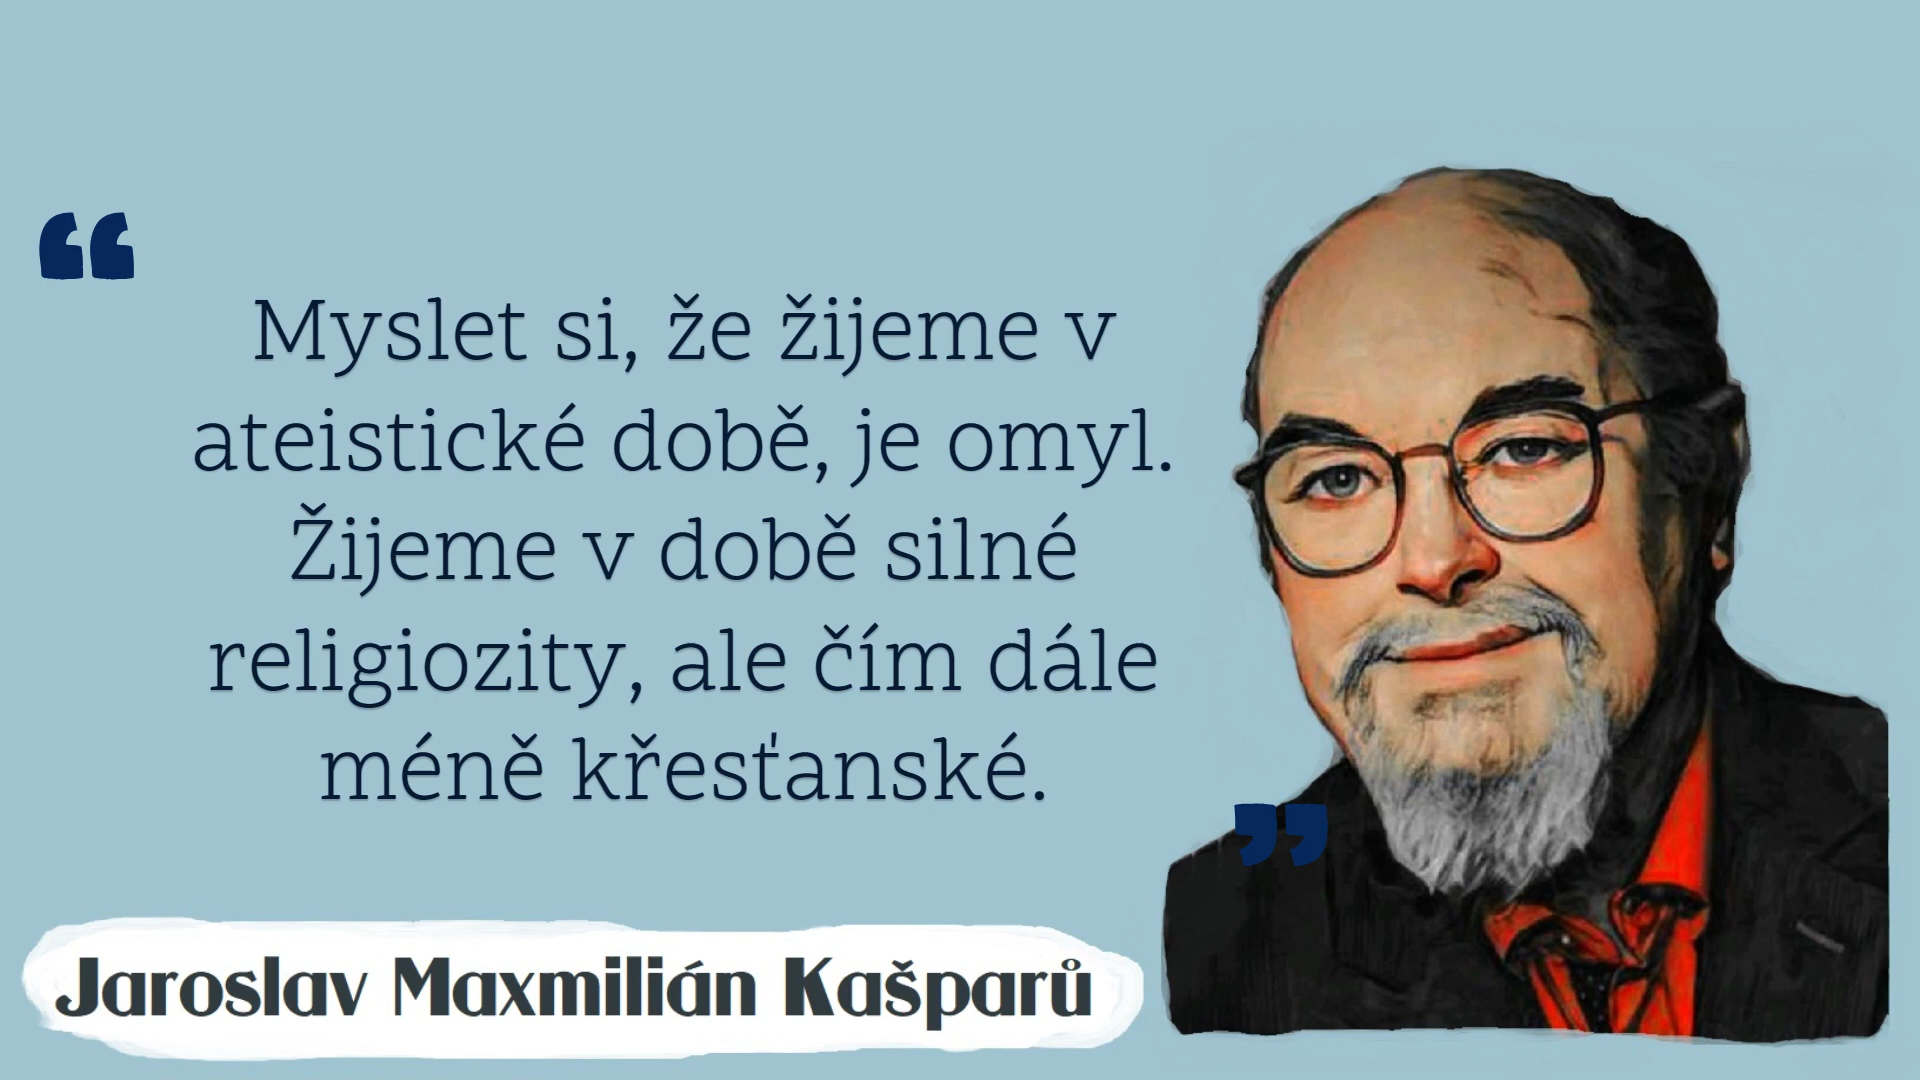 “
Myslet si, že žijeme v
ateistické době, je omyl.
Žijeme v době silné
religiozity, ale čím dále
méně křesťanské.
”
Jaroslav Maxmilián Kašparů